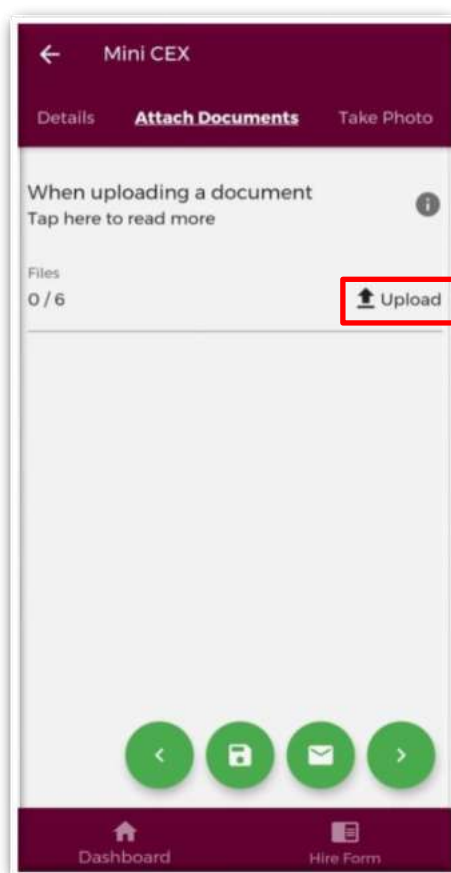 Mini CEX
Details Attach Documents Take Photo
When uploading a document
Tap here to read more
Files
0 / 6 Upload
Dashboard Hire Form